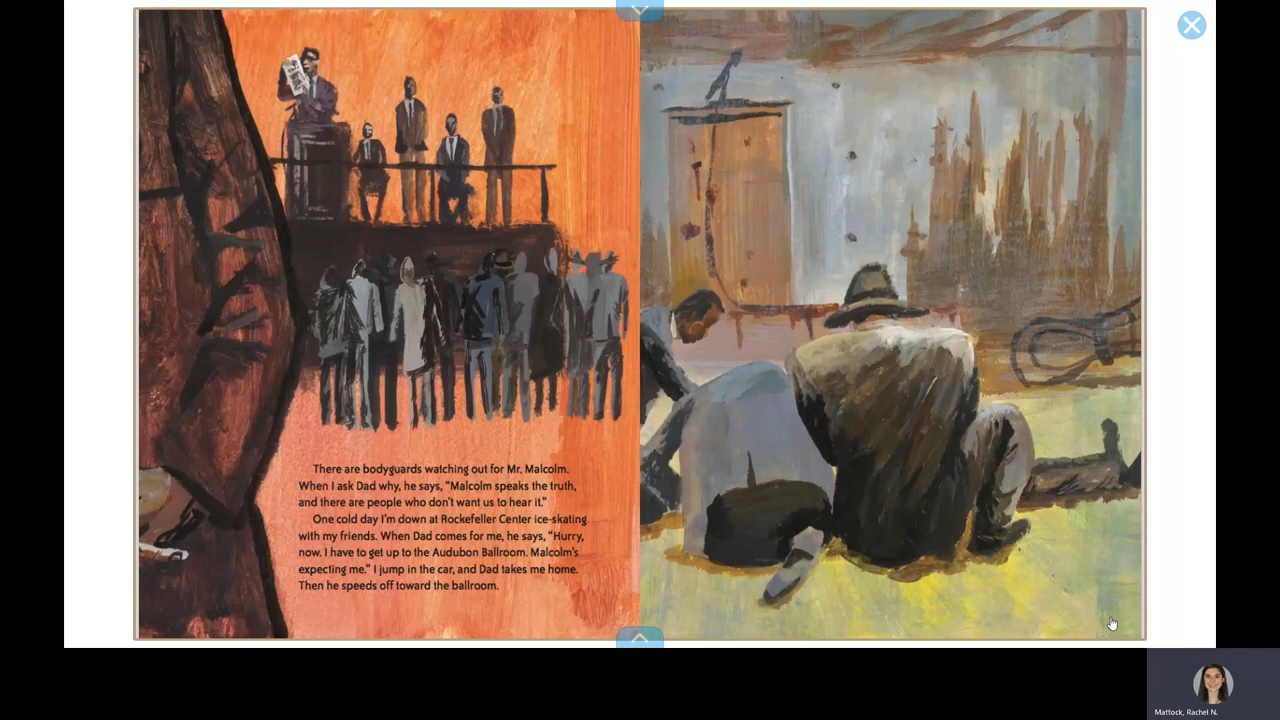 There are bodyguards watching out for Mr. Malcolm.
When I ask Dad why, he says, “Malcolm speaks the truth,
and there are people who don’t want us to hear it.”
One cold day I’m down at Rockefeller Center ice-skating
with my friends. When Dad comes for me, he says, “Hurry,
now. I have to get up to the Audubon Ballroom. Malcolm’s
expecting me.” I jump in the car, and Dad takes me home.
Then he speeds off toward the ballroom.
Mattock, Rachel N.